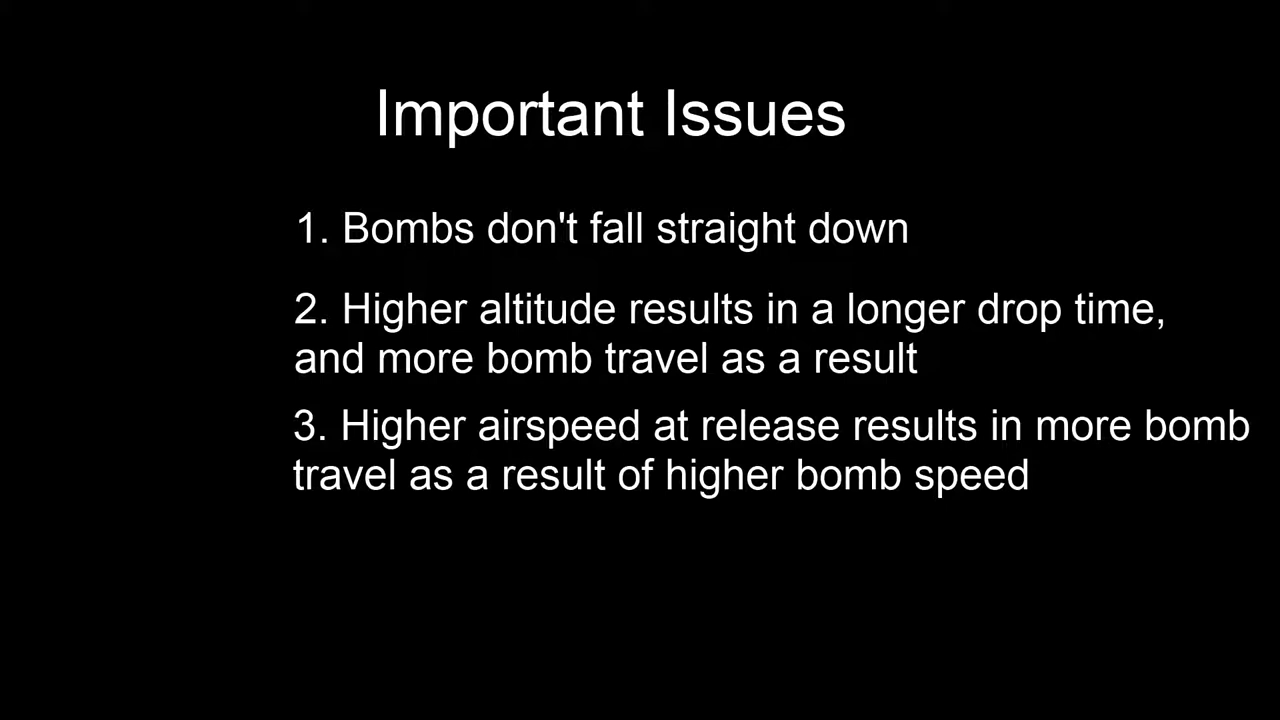 Important Issues
1. Bombs don't fall straight down
2. Higher altitude results in a longer drop time,
and more bomb travel as a result
3. Higher airspeed at release results in more bomb
travel as a result of higher bomb speed